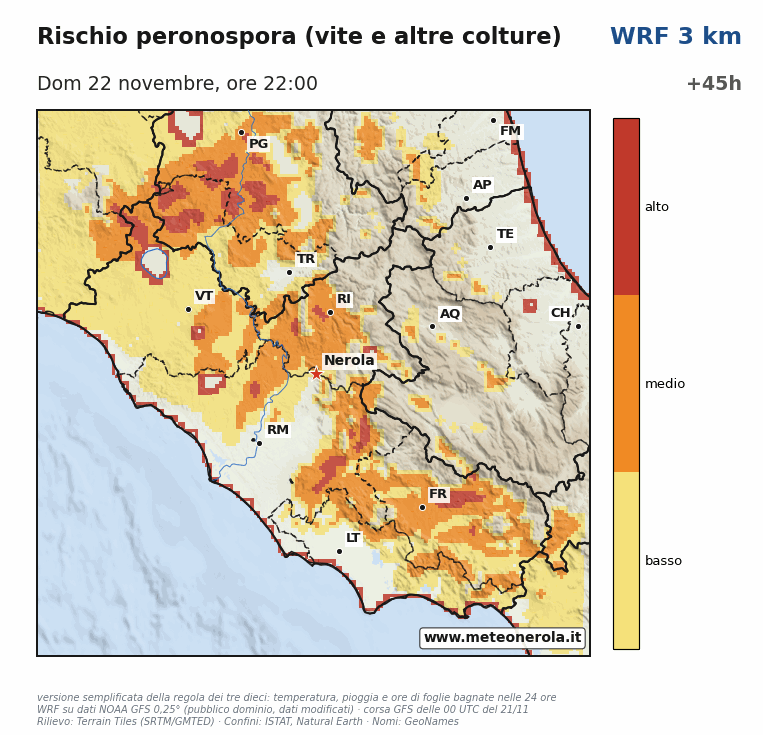 Rischio peronospora (vite e altre colture)
WRF 3 km
Dom 22 novembre, ore 22:00
+45h
FM
PG
AP
TE
TR
VT
RI
AQ
CH
Nerola
RM
FR
LT
alto
medio
basso
www.meteonerola.it
versione semplificata della regola dei tre dieci: temperatura, pioggia e ore di foglie bagnate nelle 24 ore
WRF su dati NOAA GFS 0,25° (pubblico dominio, dati modificati) · corsa GFS delle 00 UTC del 21/11
Rilievo: Terrain Tiles (SRTM/GMTED) · Confini: ISTAT, Natural Earth · Nomi: GeoNames